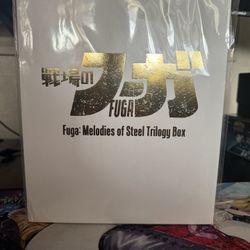 戦場の
フーガ
FUGA
Fuga: Melodies of Steel Trilogy Box